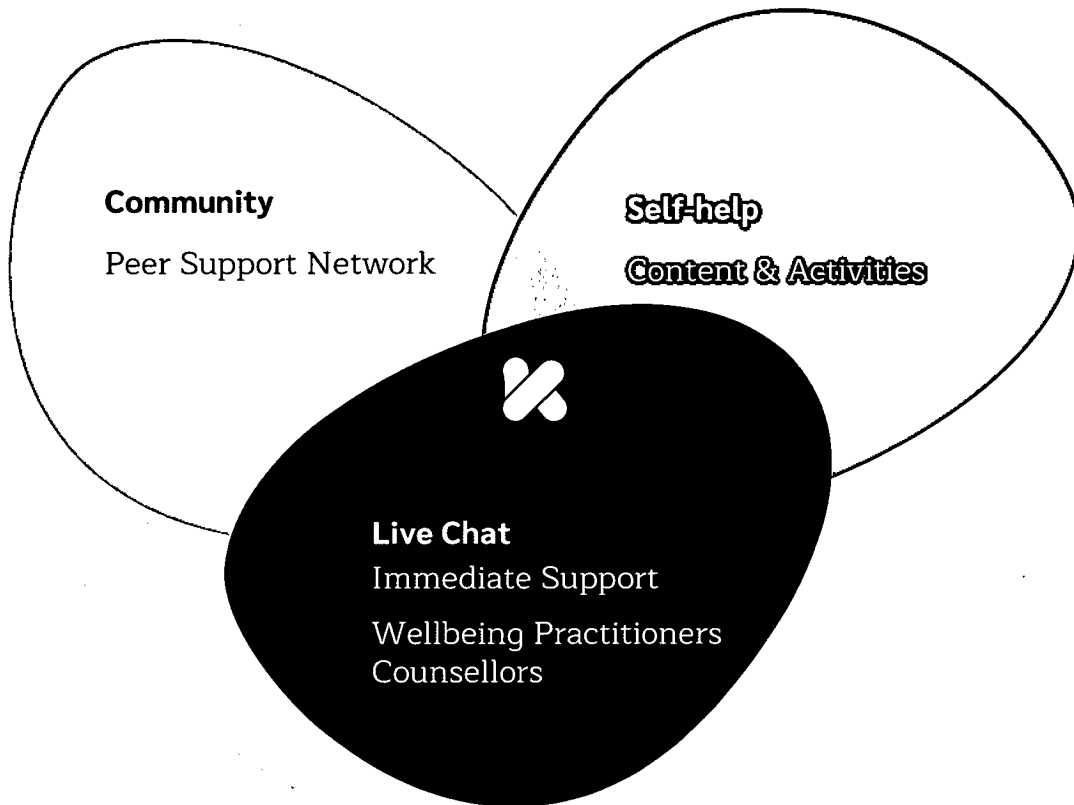 Community
Peer Support Network
Self-help
Content & Activities
Live Chat
Immediate Support
Wellbeing Practitioners
Counsellors